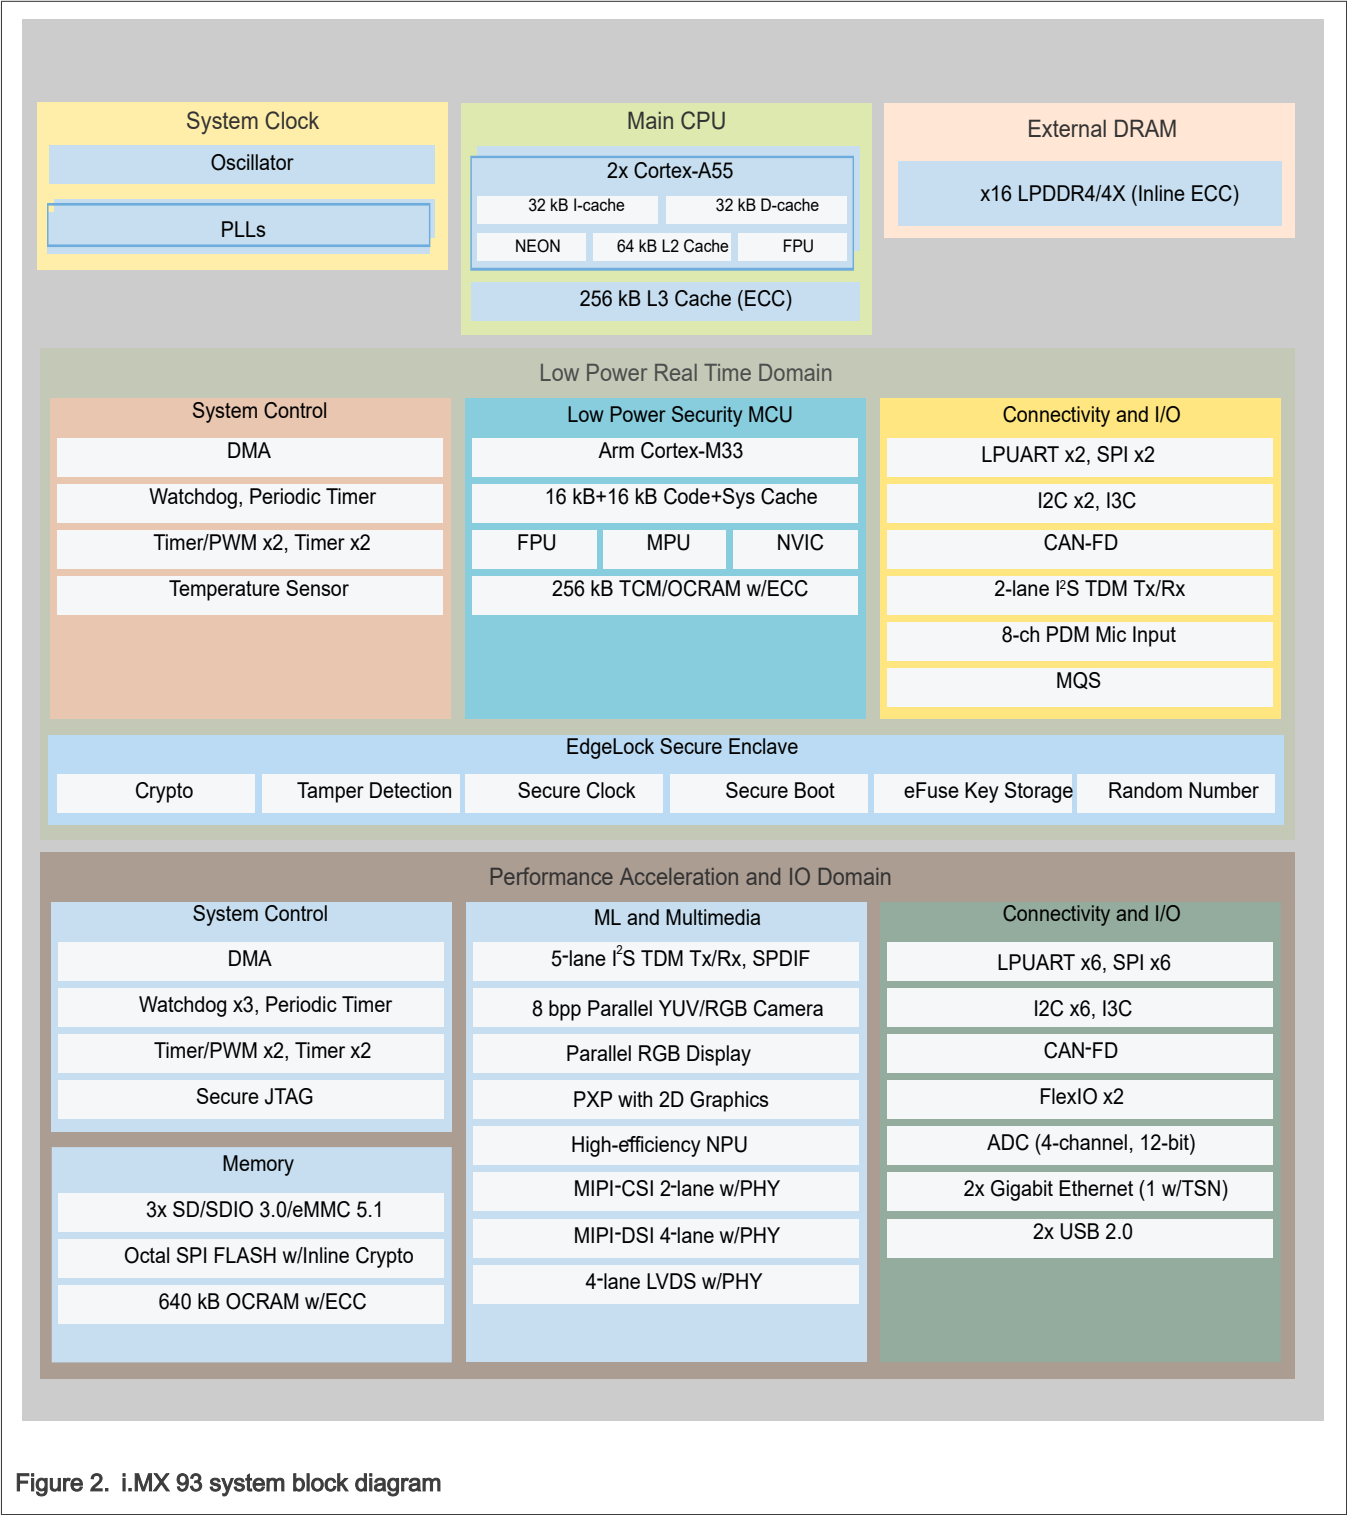 System Clock
Oscillator
PLLs
Main CPU
2x Cortex-A55
32 kB I-cache
32 kB D-cache
NEON
64 kB L2 Cache
FPU
256 kB L3 Cache (ECC)
External DRAM
x16 LPDDR4/4X (Inline ECC)
Low Power Real Time Domain
System Control
DMA
Watchdog, Periodic Timer
Timer/PWM x2, Timer x2
Temperature Sensor
Low Power Security MCU
Arm Cortex-M33
16 kB+16 kB Code+Sys Cache
FPU
MPU
NVIC
256 kB TCM/OCRAM w/ECC
Connectivity and I/O
LPUART x2, SPI x2
I2C x2, I3C
CAN-FD
2-lane I²S TDM Tx/Rx
8-ch PDM Mic Input
MQS
EdgeLock Secure Enclave
Crypto
Tamper Detection
Secure Clock
Secure Boot
eFuse Key Storage
Random Number
Performance Acceleration and IO Domain
System Control
DMA
Watchdog x3, Periodic Timer
Timer/PWM x2, Timer x2
Secure JTAG
Memory
3x SD/SDIO 3.0/eMMC 5.1
Octal SPI FLASH w/Inline Crypto
640 kB OCRAM w/ECC
ML and Multimedia
5-lane I²S TDM Tx/Rx, SPDIF
8 bpp Parallel YUV/RGB Camera
Parallel RGB Display
PXP with 2D Graphics
High-efficiency NPU
MIPI-CSI 2-lane w/PHY
MIPI-DSI 4-lane w/PHY
4-lane LVDS w/PHY
Connectivity and I/O
LPUART x6, SPI x6
I2C x6, I3C
CAN-FD
FlexIO x2
ADC (4-channel, 12-bit)
2x Gigabit Ethernet (1 w/TSN)
2x USB 2.0
Figure 2. i.MX 93 system block diagram